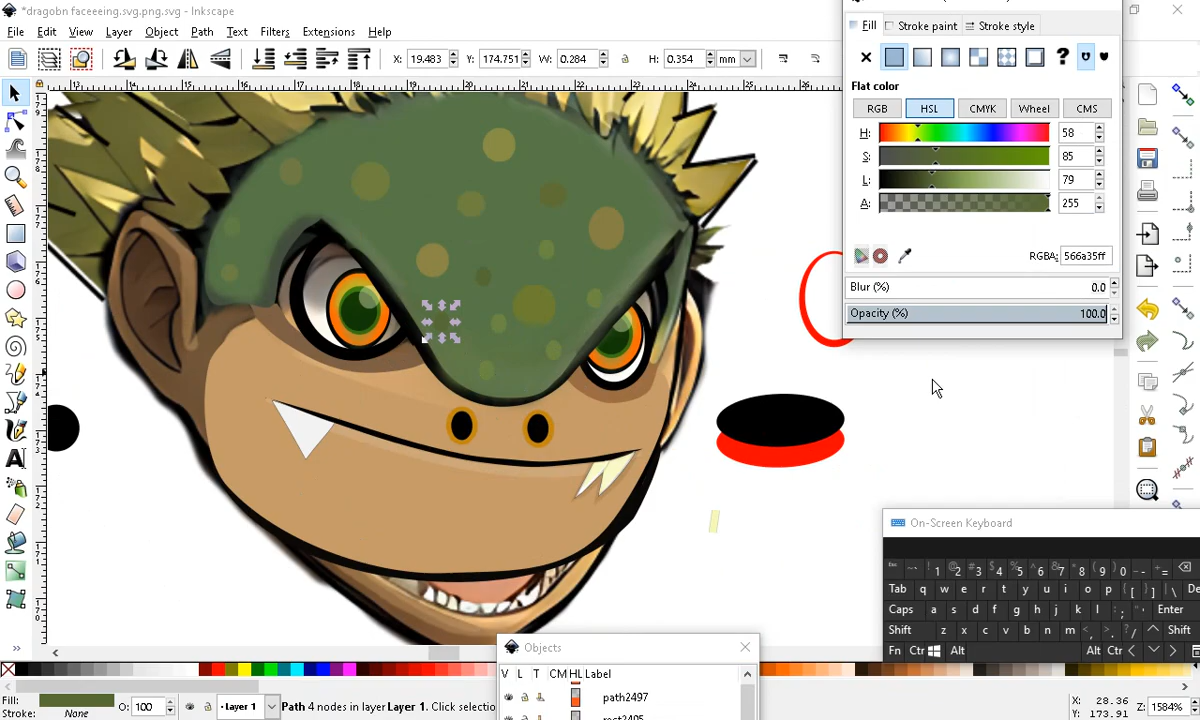 *dragobn faceeeing.svg.png.svg - Inkscape
File Edit View Layer Object Path Text Filters Extensions Help
X: 19.483 Y: 174.751 W: 0.284 H: 0.354 mm
Fill Stroke paint Stroke style
Flat color
RGB HSL CMYK Wheel CMS
H: 58
S: 85
L: 79
A: 255
RGBA: 566a35ff
Blur (%) 0.0
Opacity (%) 100.0
On-Screen Keyboard
Tab q w e r t y u i o p [ ] \
Caps a s d f g h j k l Enter
Shift z x c v b n m Shift
Fn Ctr Alt Alt Ctr
Objects
V L T CM HL Label
path2497
Fill:
Stroke: None
O: 100
Layer 1
Path 4 nodes in layer Layer 1. Click selectio
X: 28.36
Y: 173.91
Z: 1584%